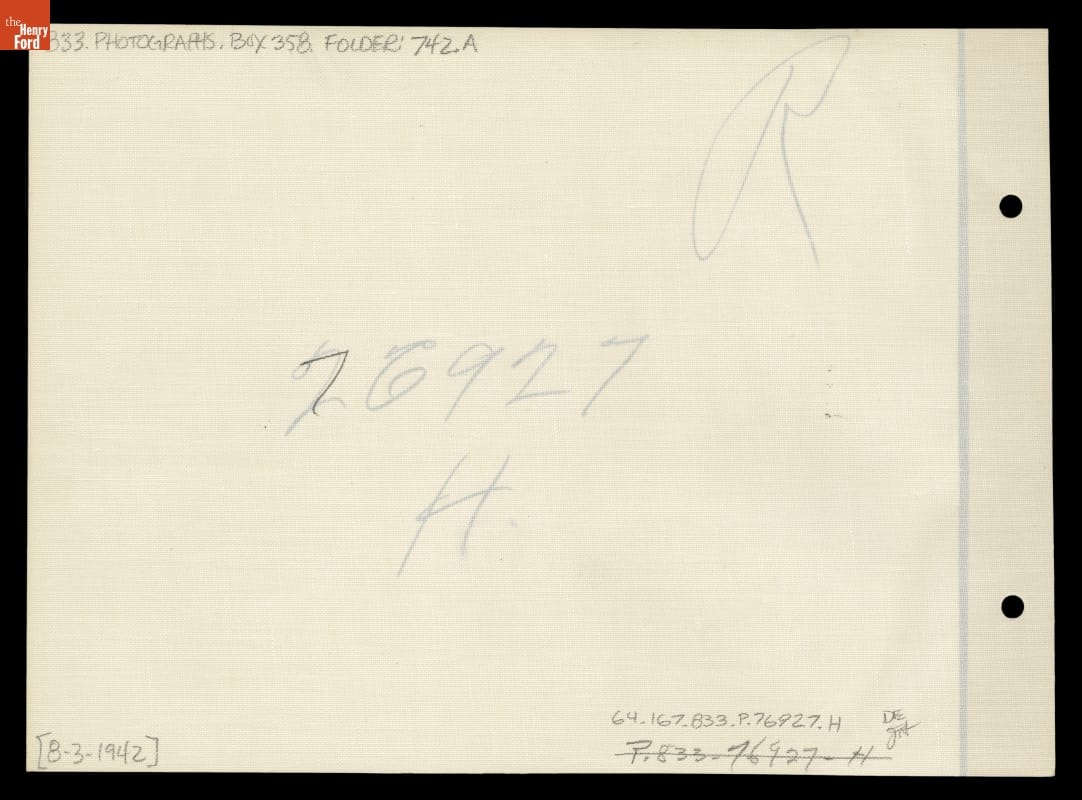 the Henry Ford
833. PHOTOGRAPHS. BOX 358. FOLDER: 742.A
R
76927
H.
64.167.833.P.76927.H
DE
P.833-76927-H
[8-3-1942]